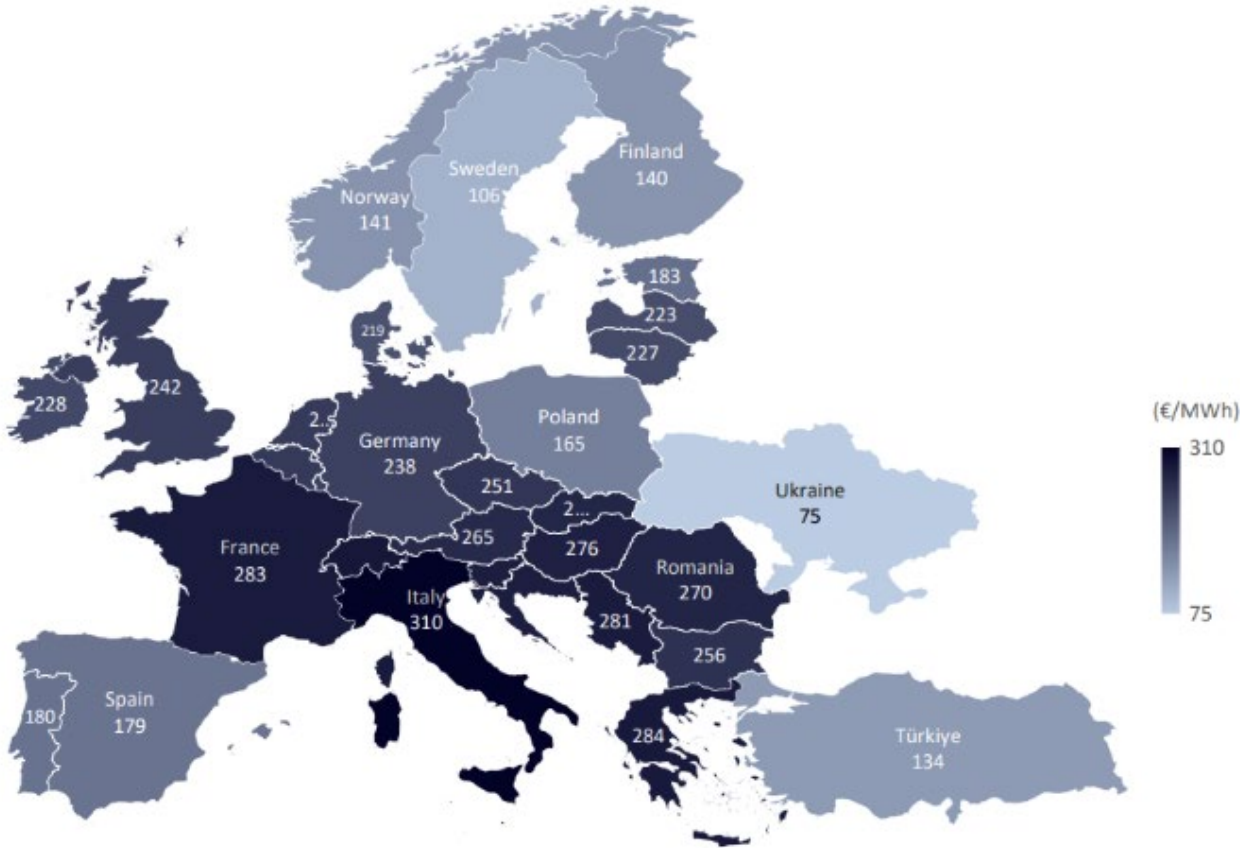 Sweden
106
Finland
140
Norway
141
183
223
227
219
228
242
2...
Germany
238
Poland
165
(€/MWh)
310
75
Ukraine
75
251
2...
265
276
France
283
Romania
270
Italy
310
281
256
Spain
179
180
284
Türkiye
134